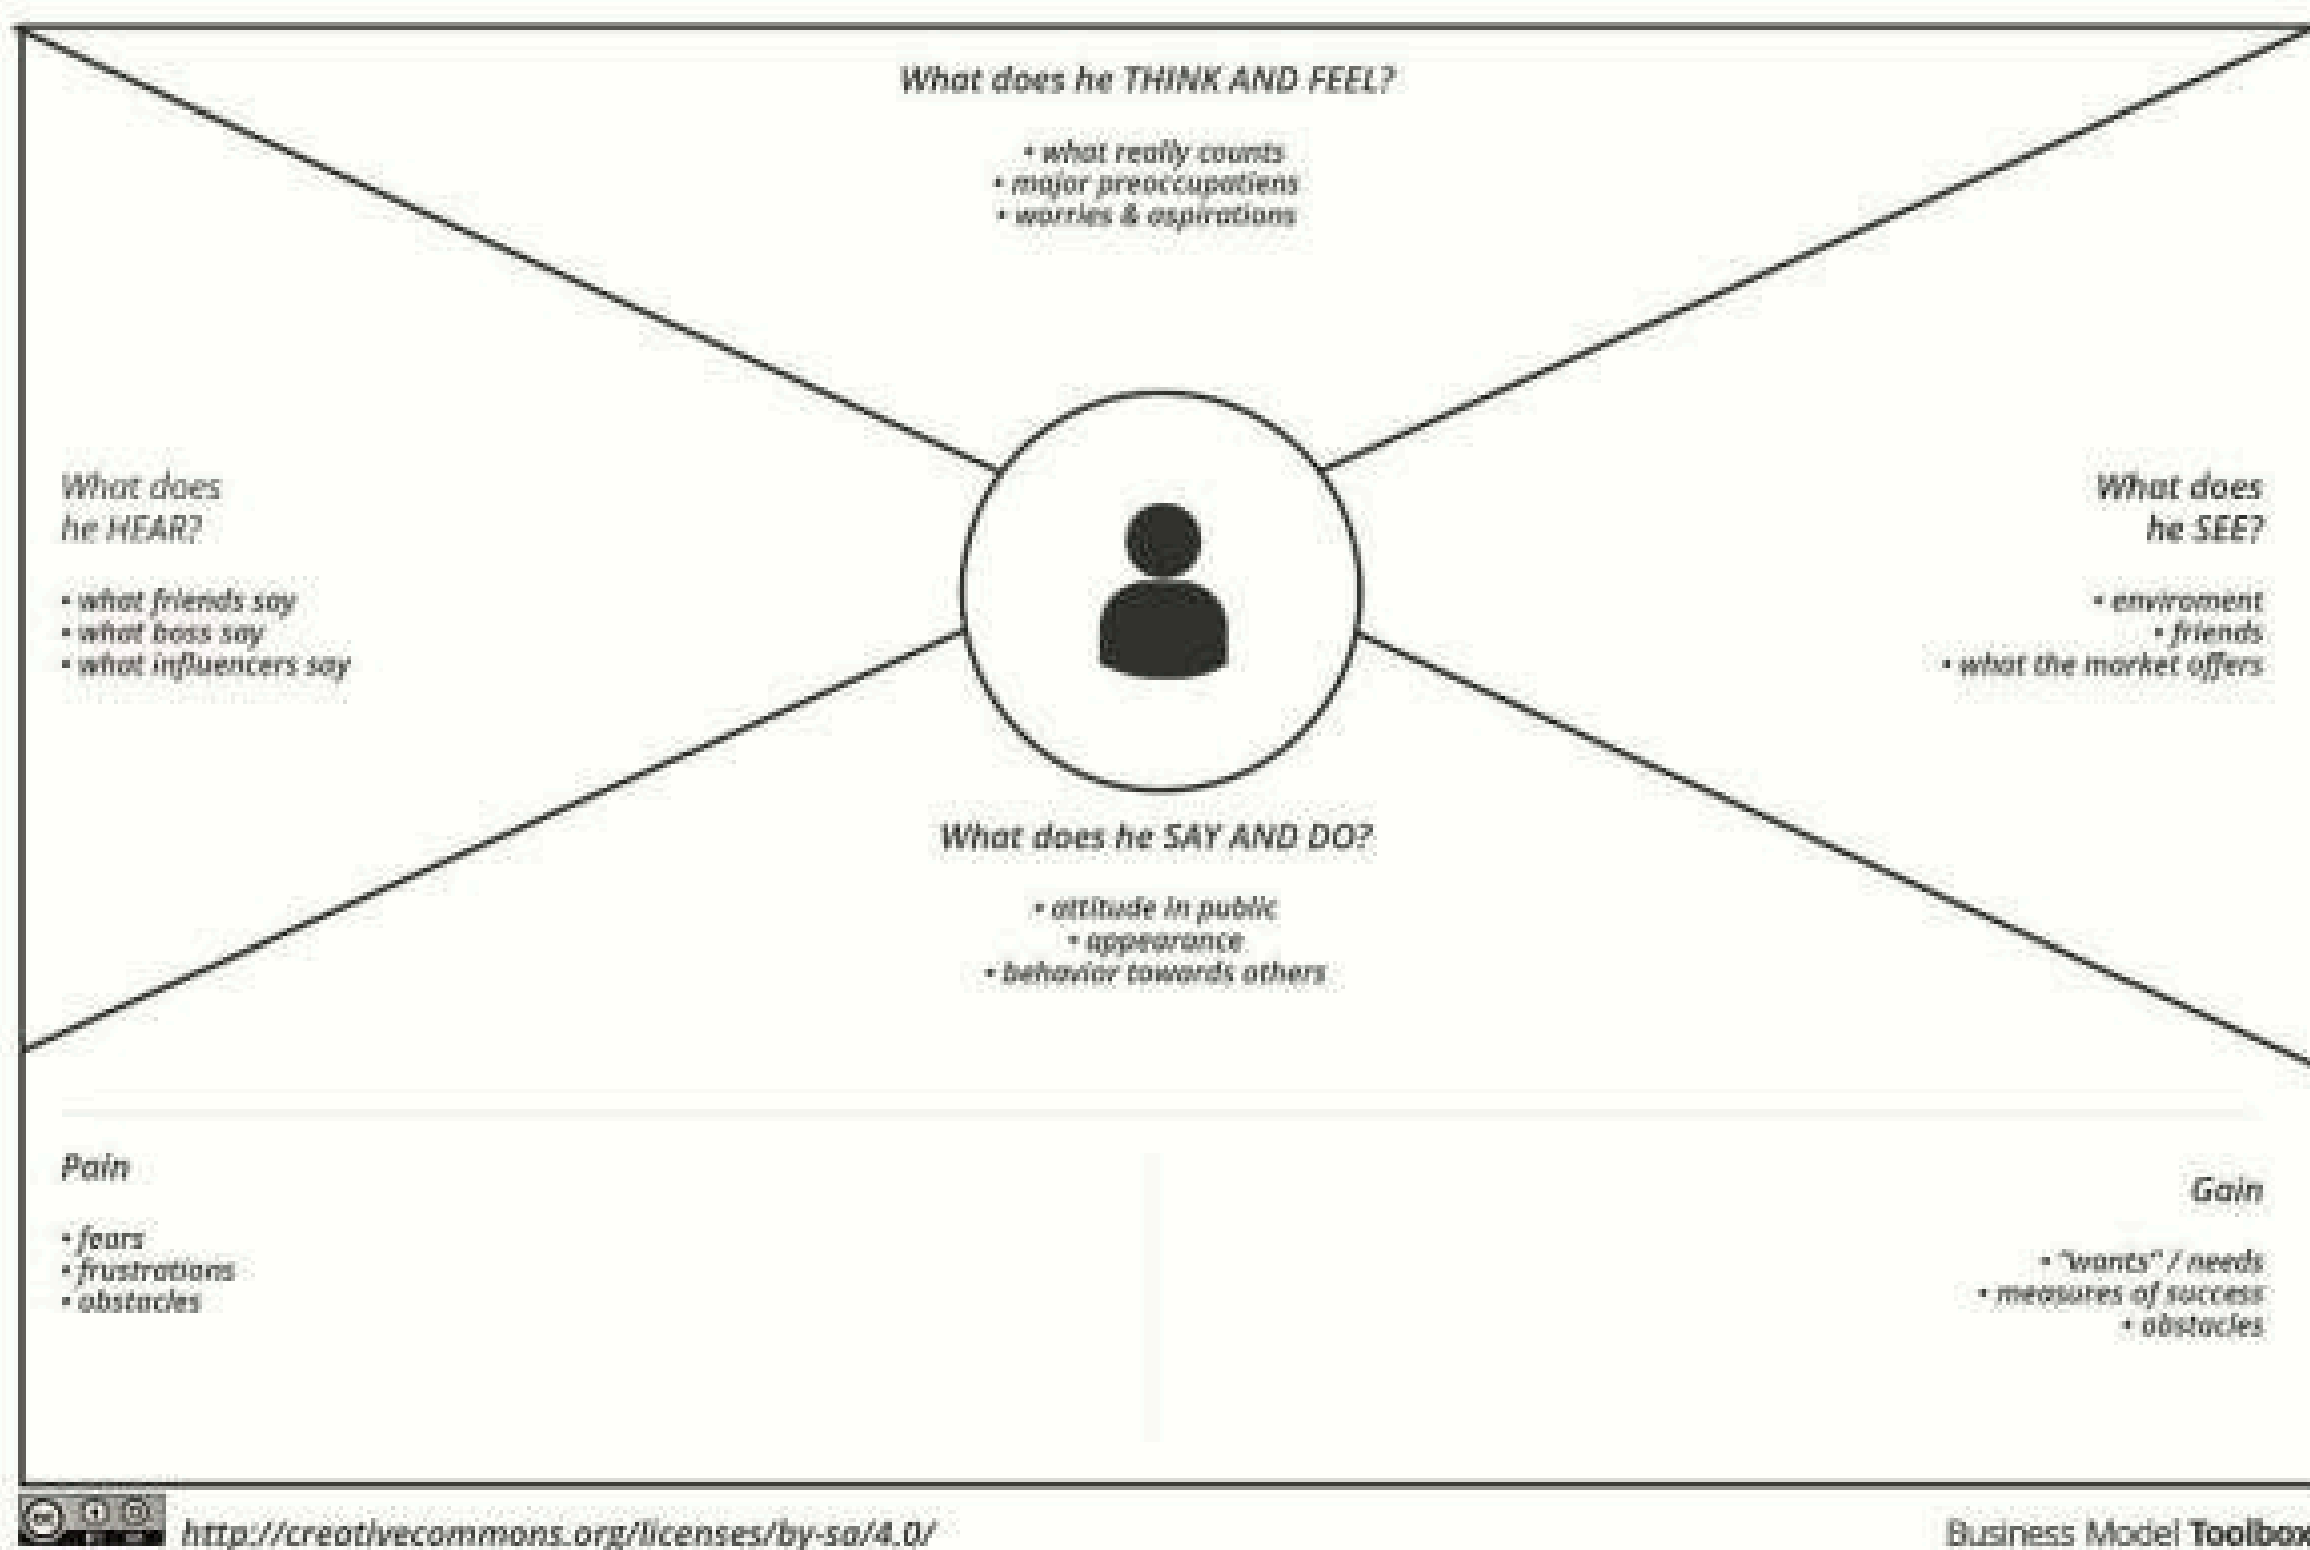 What does he THINK AND FEEL?
• what really counts
• major preoccupatiens
• worries & aspirations
What does
he HEAR?
• what friends say
• what boss say
• what influencers say
What does
he SEE?
• enviroment
• friends
• what the market offers
What does he SAY AND DO?
• attitude in public
• appearance
• behavior towards others
Pain
• fears
• frustrations
• obstacles
Gain
• "wants" / needs
• measures of success
• obstacles
cc
http://creativecommons.org/licenses/by-sa/4.0/
Business Model Toolbox